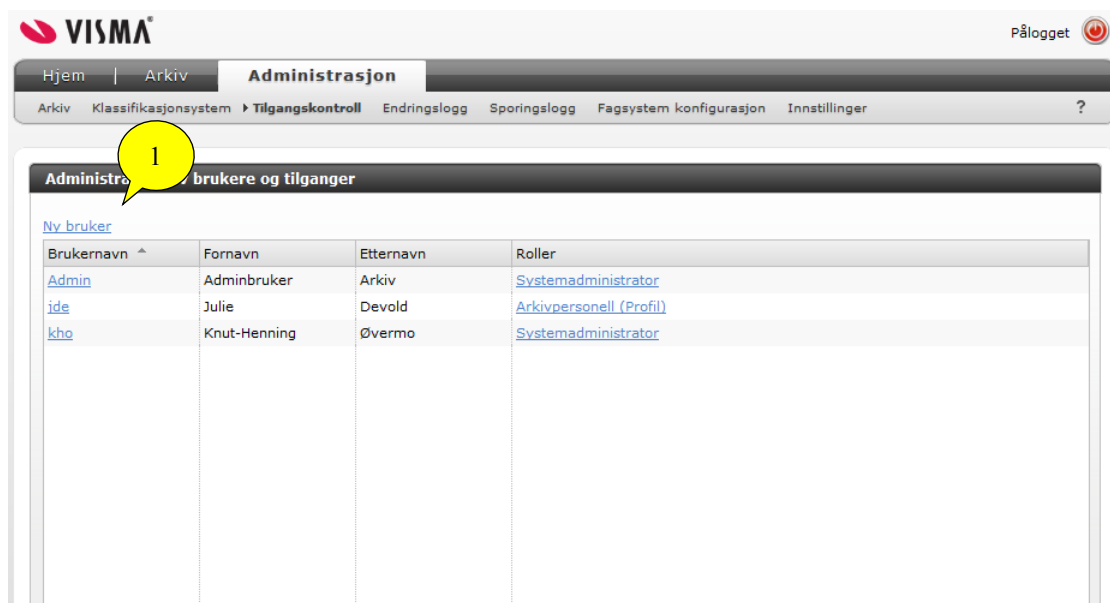 VISMA
Pålogget
Hjem | Arkiv Administrasjon
Arkiv Klassifikasjonsystem Tilgangskontroll Endringslogg Sporingslogg Fagsystem konfigurasjon Innstillinger ?
1
brukere og tilganger
Ny bruker
Brukernavn Fornavn Etternavn Roller
Admin Adminbruker Arkiv Systemadministrator
jde Julie Devold Arkivpersonell (Profil)
kho Knut-Henning Øvermo Systemadministrator